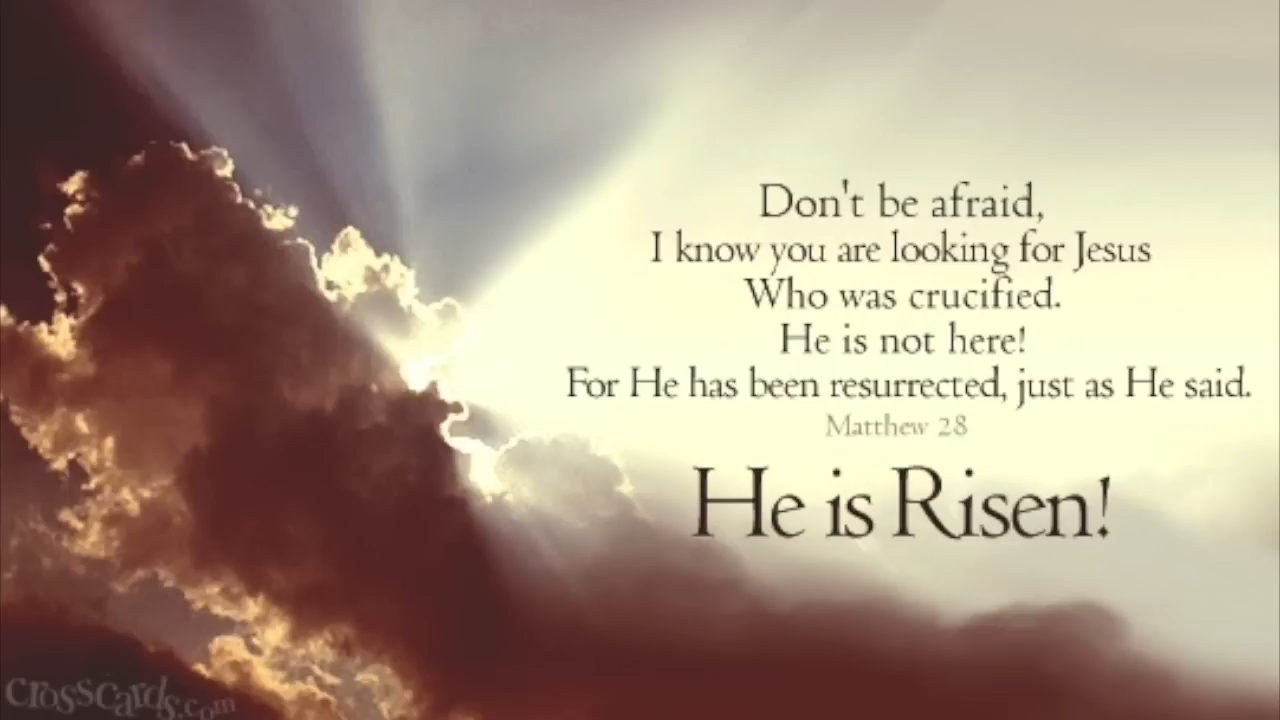 Don't be afraid,
I know you are looking for Jesus
Who was crucified.
He is not here!
For He has been resurrected, just as He said.
Matthew 28
He is Risen!
crosscards.com